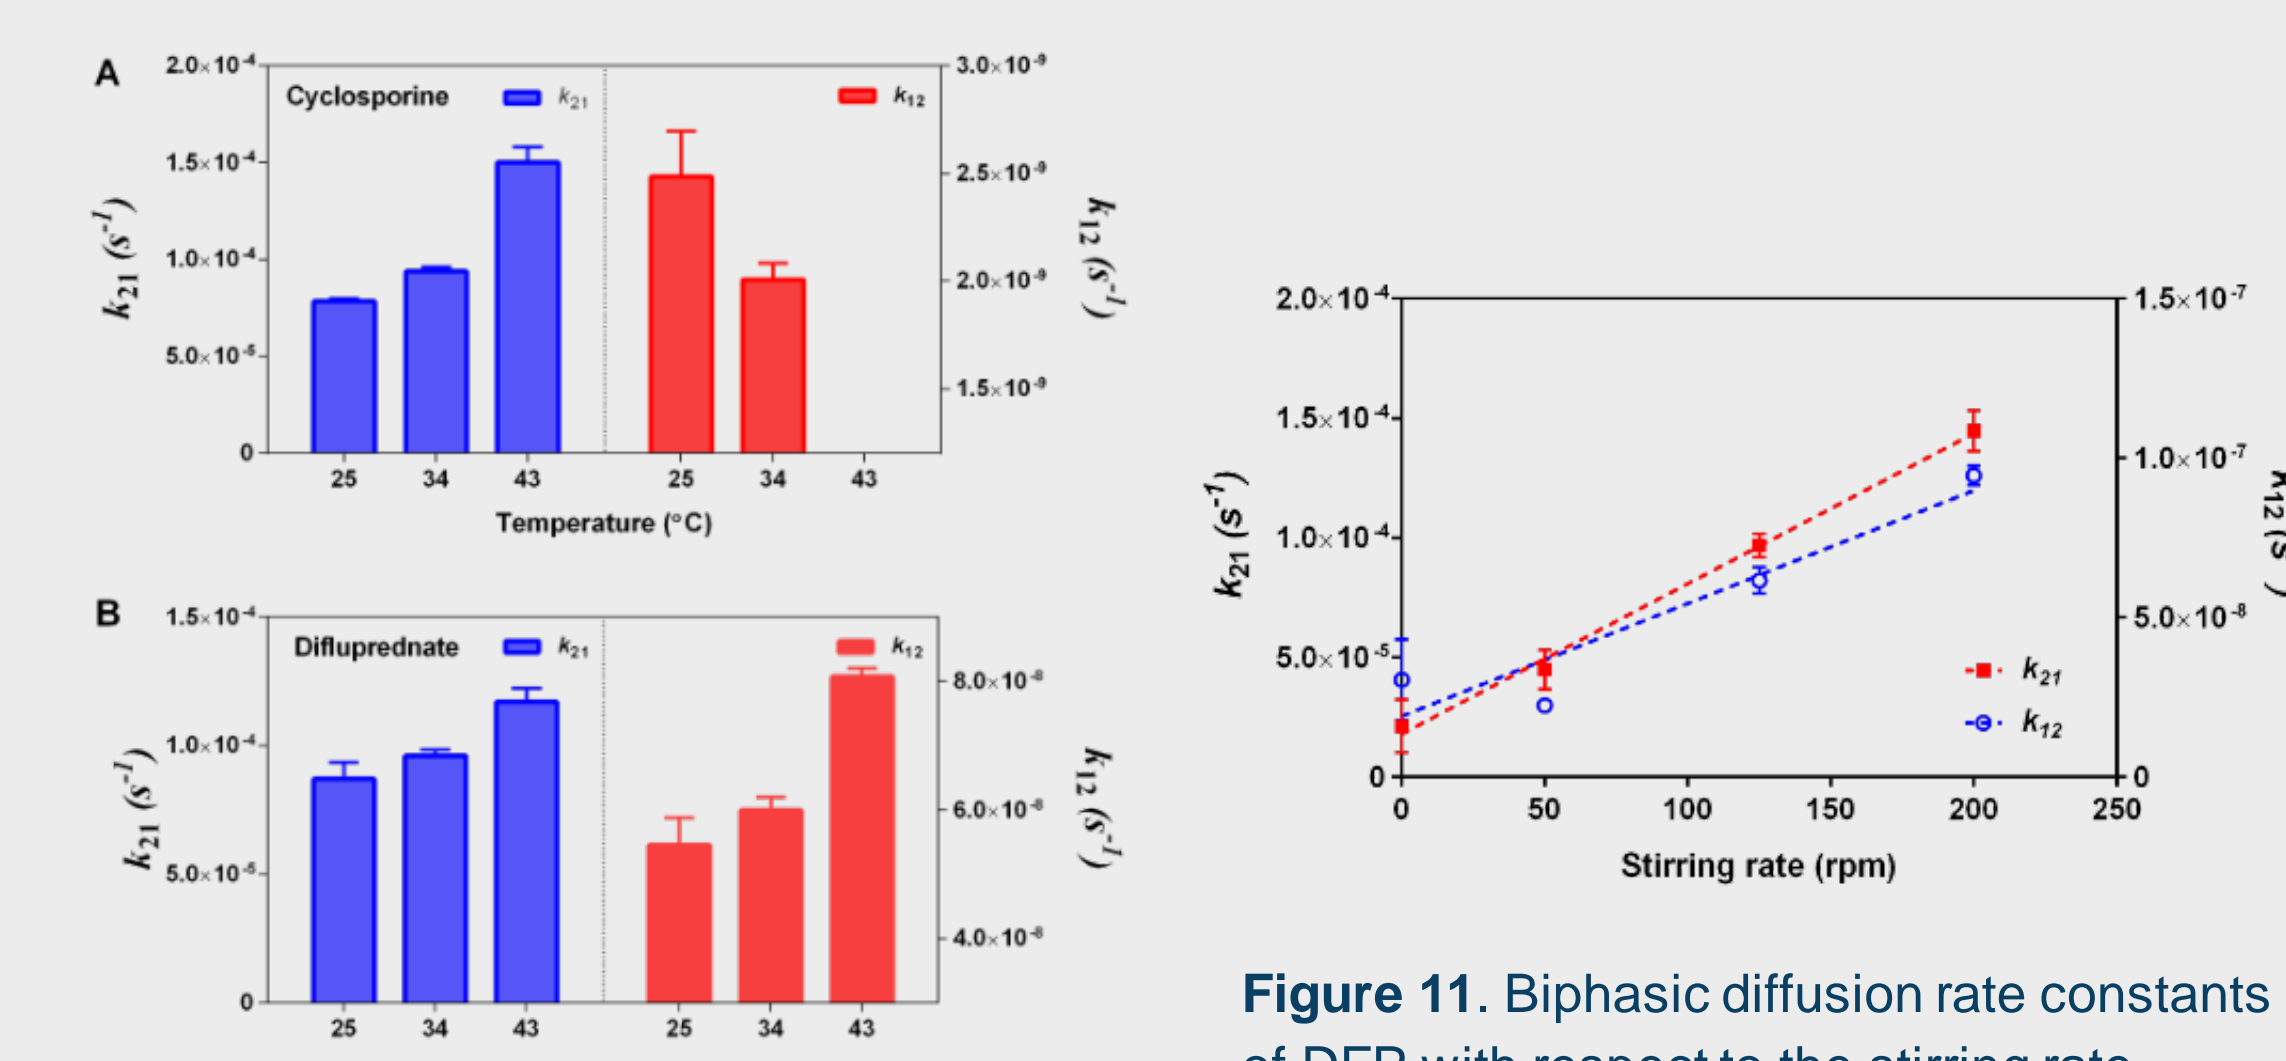 A
2.0×10⁻⁴
1.5×10⁻⁴
1.0×10⁻⁴
5.0×10⁻⁵
0
k₂₁ (s⁻¹)
Cyclosporine
k₂₁
k₁₂
3.0×10⁻⁹
2.5×10⁻⁹
2.0×10⁻⁹
1.5×10⁻⁹
k₁₂ (s⁻¹)
25 34 43 25 34 43
Temperature (°C)
B
1.5×10⁻⁴
1.0×10⁻⁴
5.0×10⁻⁵
0
k₂₁ (s⁻¹)
Difluprednate
k₂₁
k₁₂
8.0×10⁻⁸
6.0×10⁻⁸
4.0×10⁻⁸
k₁₂ (s⁻¹)
25 34 43 25 34 43
2.0×10⁻⁴
1.5×10⁻⁴
1.0×10⁻⁴
5.0×10⁻⁵
0
k₂₁ (s⁻¹)
1.5×10⁻⁷
1.0×10⁻⁷
5.0×10⁻⁸
0
k₁₂ (s
)
k₂₁
k₁₂
0 50 100 150 200 250
Stirring rate (rpm)
Figure 11. Biphasic diffusion rate constants
with respect to the stirring rate